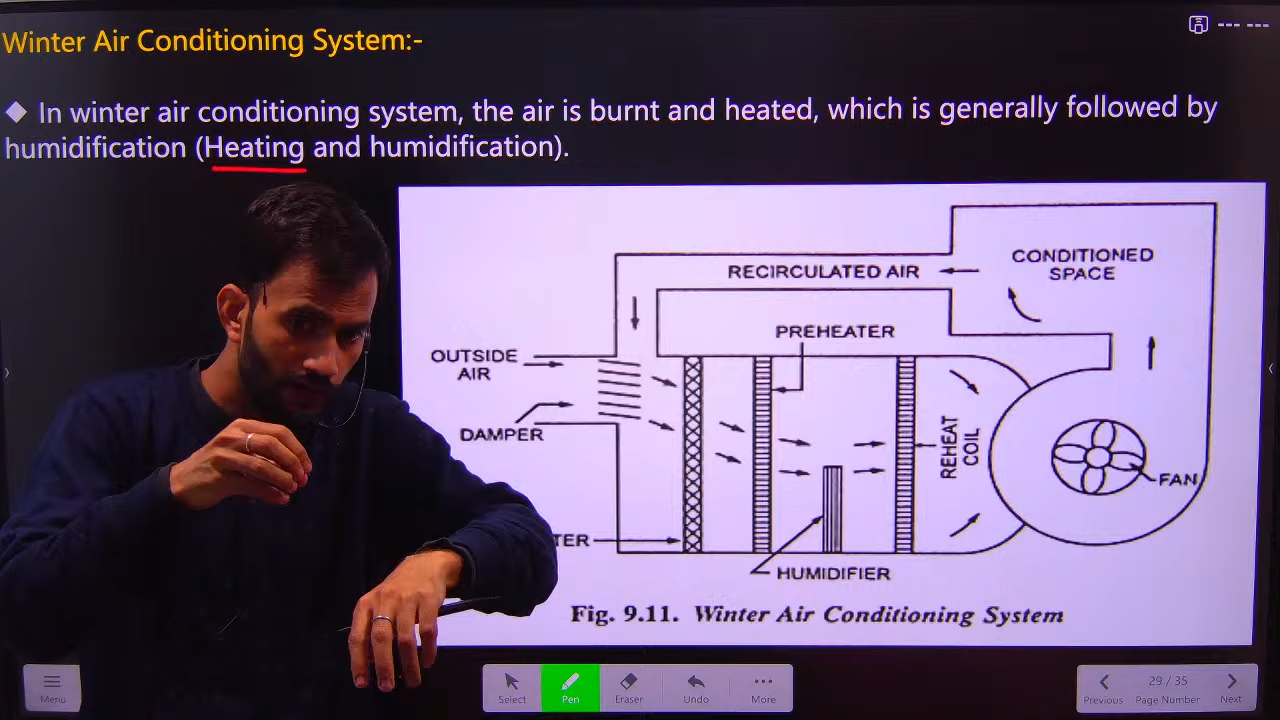 Winter Air Conditioning System:-
◆ In winter air conditioning system, the air is burnt and heated, which is generally followed by
humidification (Heating and humidification).
CONDITIONED
SPACE
RECIRCULATED AIR
PREHEATER
OUTSIDE
AIR
DAMPER
REHEAT
COIL
FAN
TER
HUMIDIFIER
Fig. 9.11. Winter Air Conditioning System
Menu
Select
Pen
Eraser
Undo
More
29 / 35
Previous
Page Number
Next